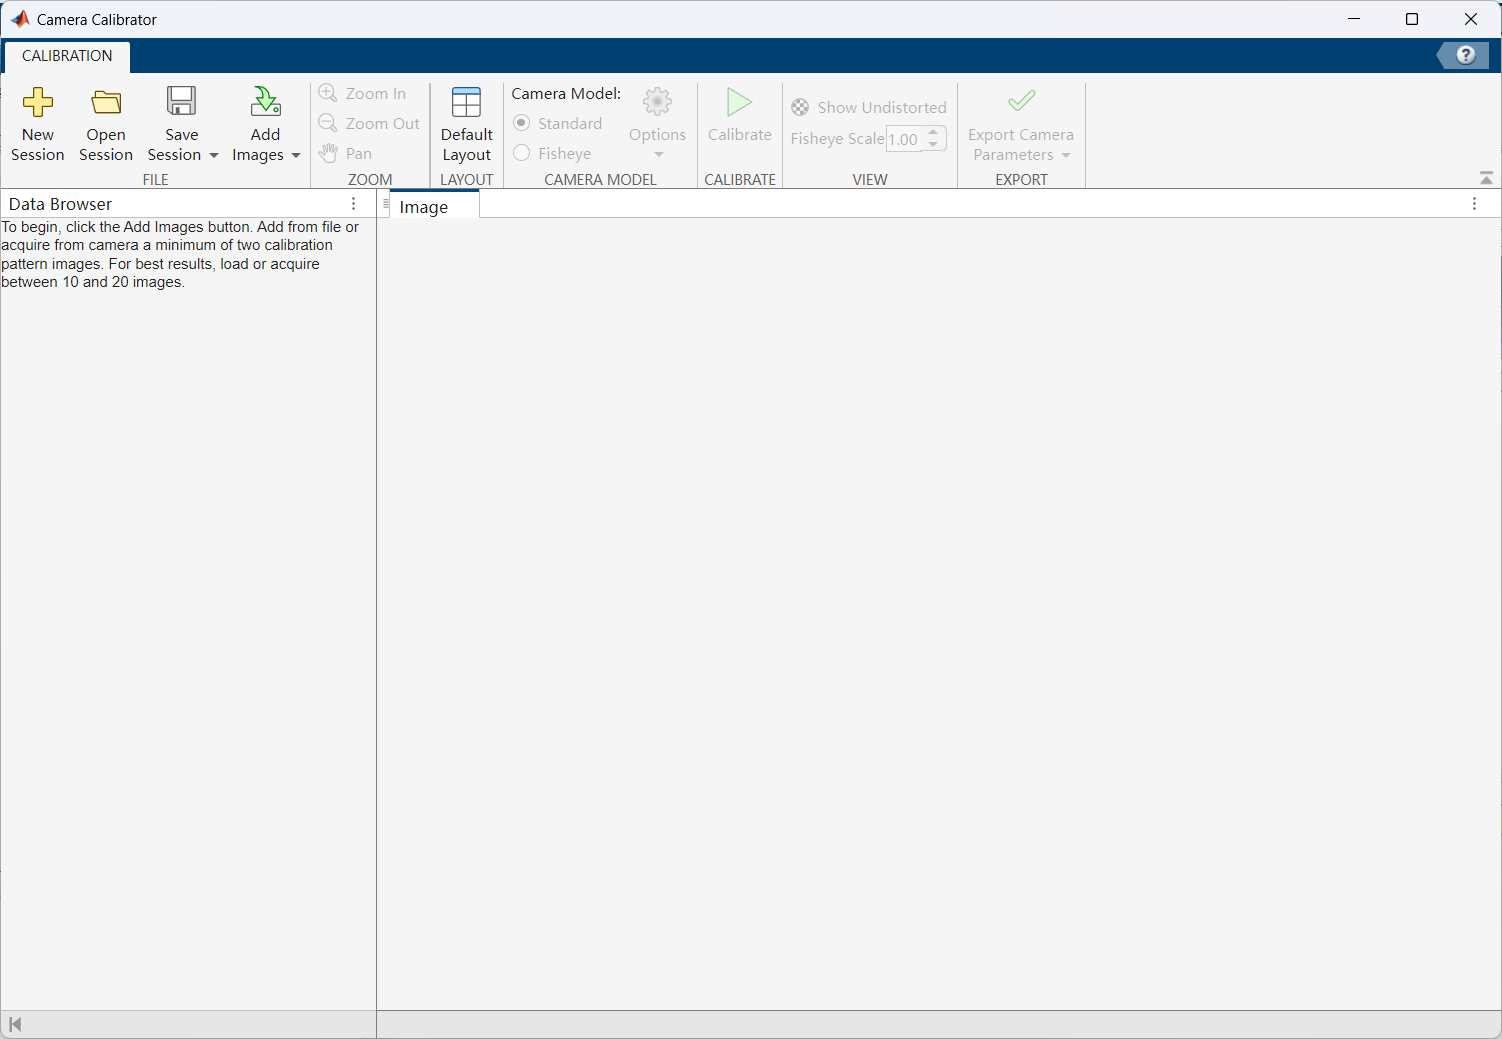 Camera Calibrator
CALIBRATION
New
Session
Open
Session
Save
Session
Add
Images
FILE
Zoom In
Zoom Out
Pan
ZOOM
Default
Layout
LAYOUT
Camera Model:
Standard
Fisheye
Options
CAMERA MODEL
Calibrate
CALIBRATE
Show Undistorted
Fisheye Scale 1.00
VIEW
Export Camera
Parameters
EXPORT
Data Browser
To begin, click the Add Images button. Add from file or
acquire from camera a minimum of two calibration
pattern images. For best results, load or acquire
between 10 and 20 images.
Image